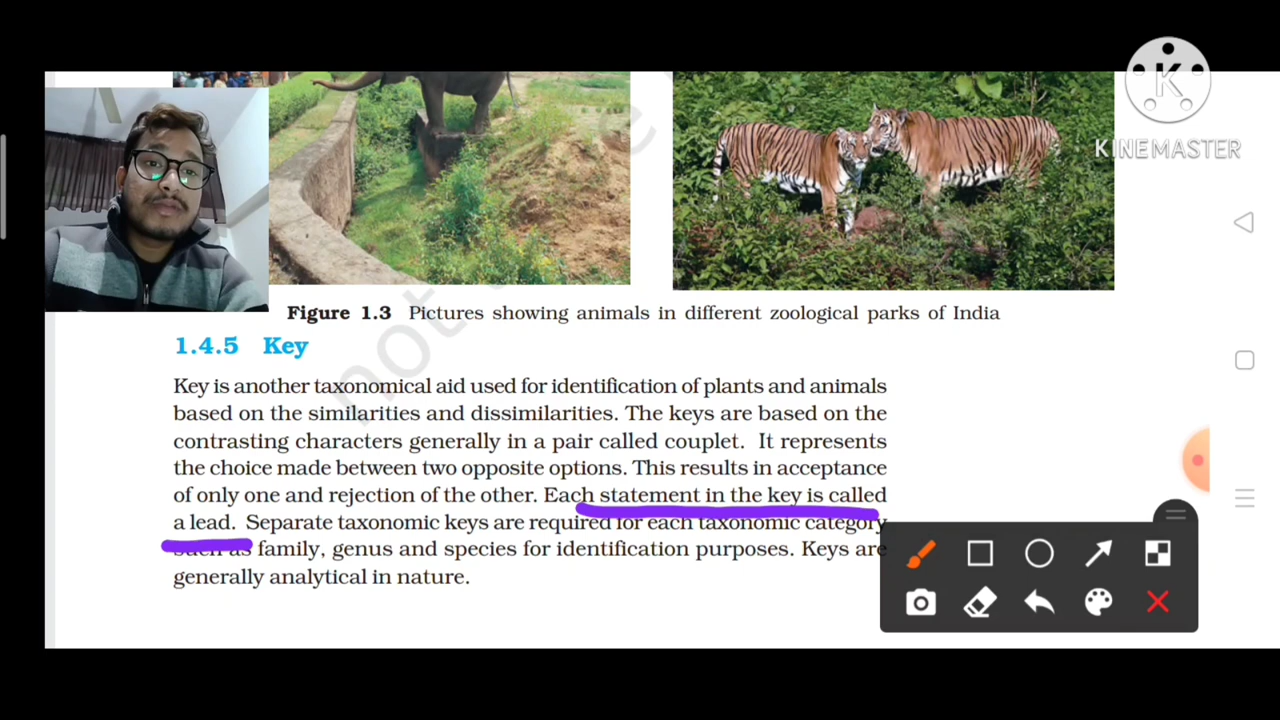 K
KINEMASTER
Figure 1.3 Pictures showing animals in different zoological parks of India
1.4.5 Key
Key is another taxonomical aid used for identification of plants and animals
based on the similarities and dissimilarities. The keys are based on the
contrasting characters generally in a pair called couplet. It represents
the choice made between two opposite options. This results in acceptance
of only one and rejection of the other. Each statement in the key is called
a lead. Separate taxonomic keys are required for each taxonomic category
such as family, genus and species for identification purposes. Keys are
generally analytical in nature.
not